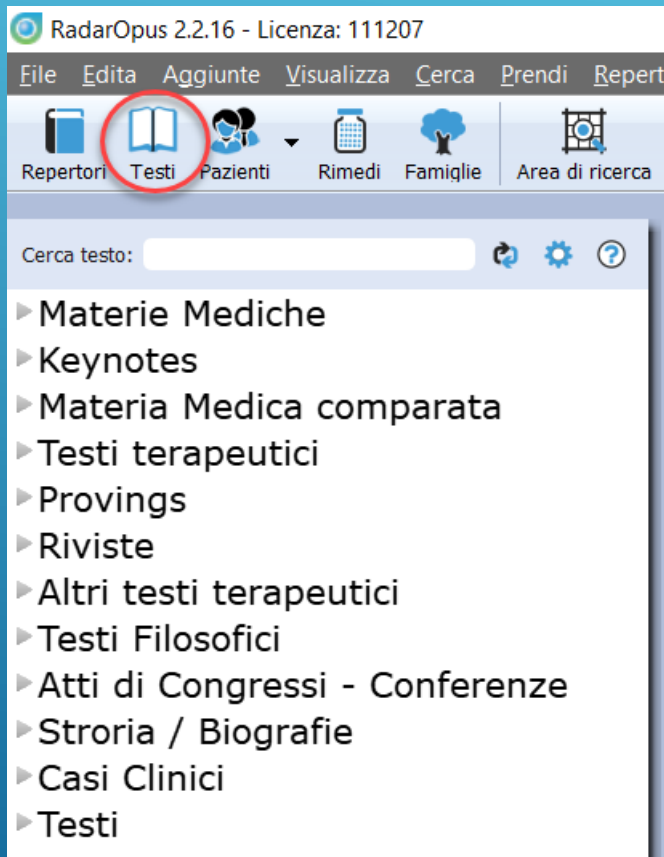 RadarOpus 2.2.16 - Licenza: 111207
File Edita Aggiunte Visualizza Cerca Prendi Repert
Repertori Testi Pazienti Rimedi Famiglie Area di ricerca
Cerca testo:
Materie Mediche
Keynotes
Materia Medica comparata
Testi terapeutici
Provings
Riviste
Altri testi terapeutici
Testi Filosofici
Atti di Congressi - Conferenze
Stroria / Biografie
Casi Clinici
Testi